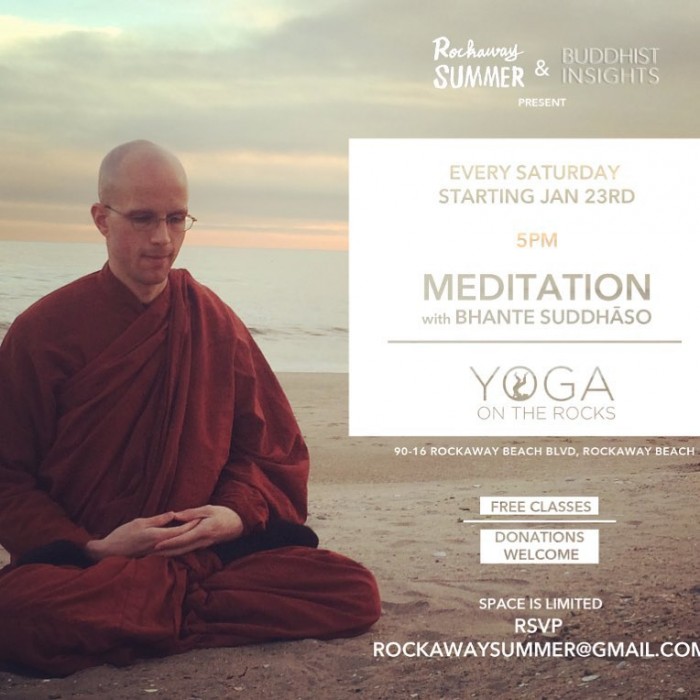 Rockaway
SUMMER
&
BUDDHIST
INSIGHTS
PRESENT
EVERY SATURDAY
STARTING JAN 23RD
5PM
MEDITATION
with BHANTE SUDDHĀSO
YOGA
ON THE ROCKS
90-16 ROCKAWAY BEACH BLVD, ROCKAWAY BEACH
FREE CLASSES
DONATIONS
WELCOME
SPACE IS LIMITED
RSVP
ROCKAWAYSUMMER@GMAIL.COM